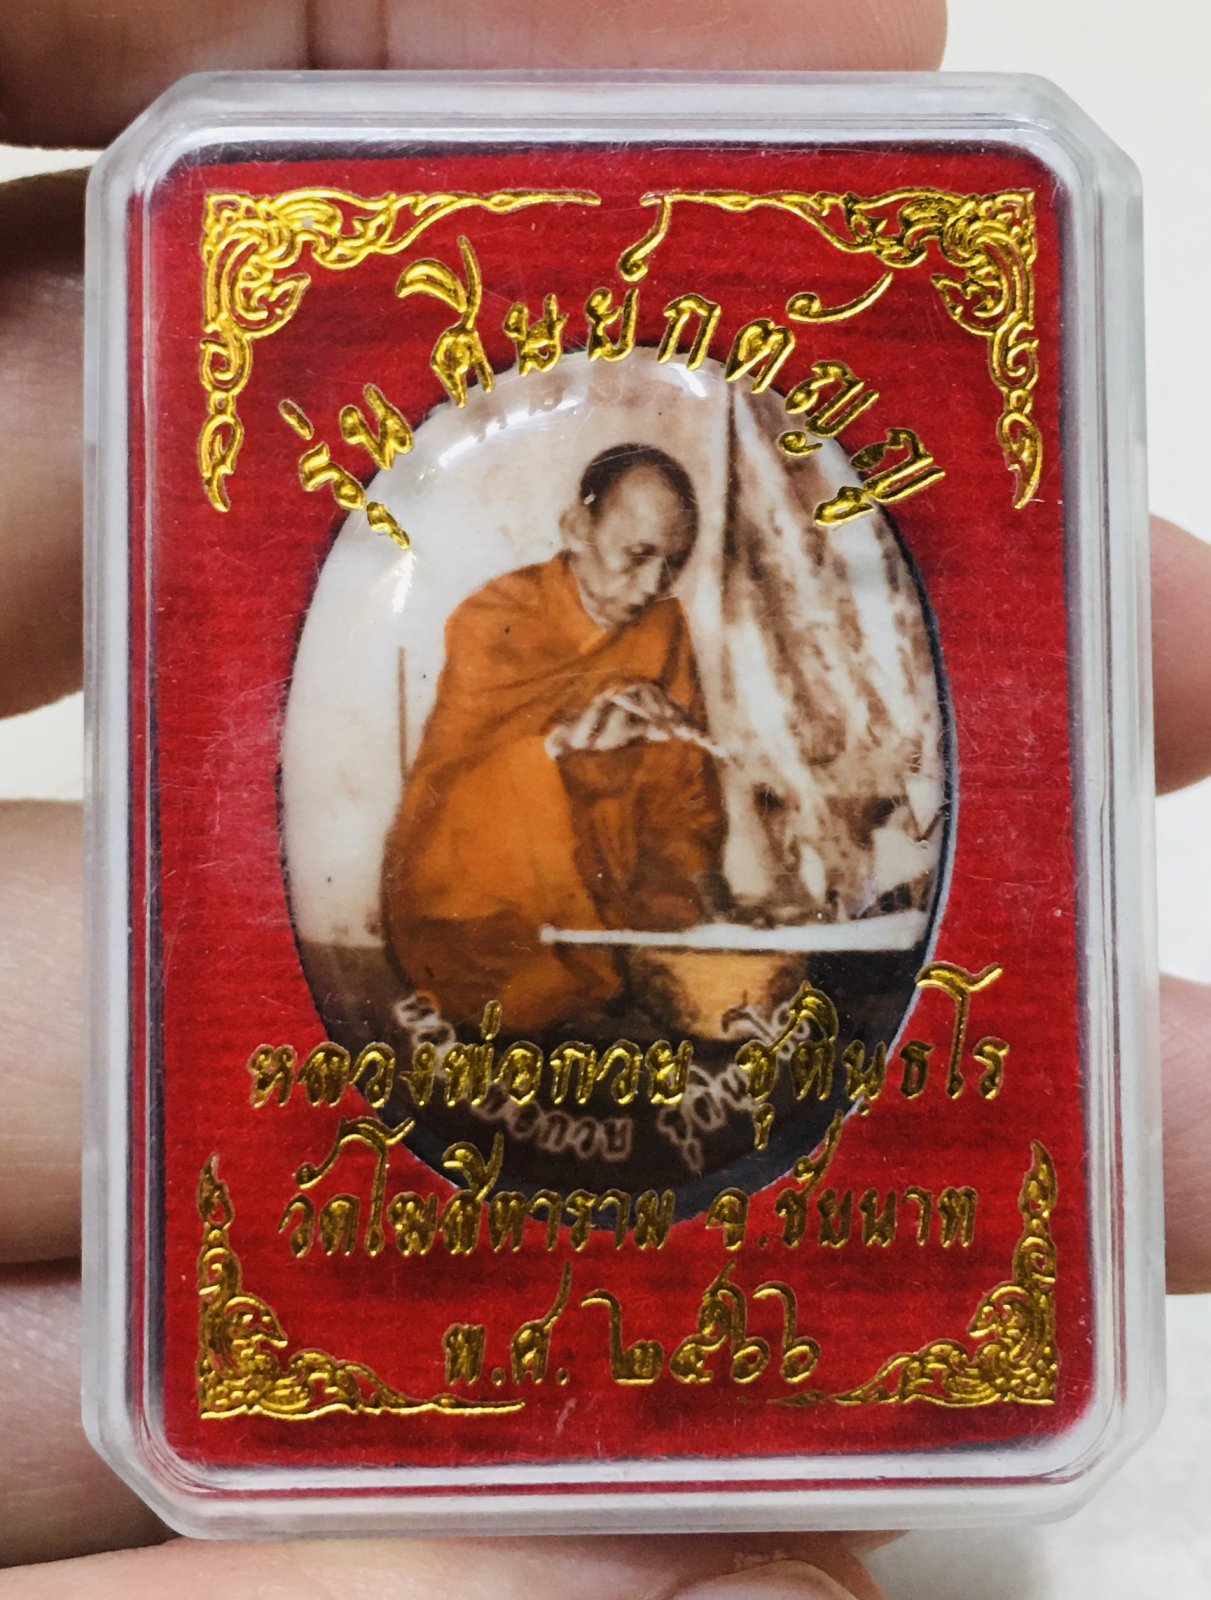 รุ่น ศิษย์กตัญญู
หลวงพ่อกวย ชุตินฺธโร
วัดโฆสิตาราม จ.ชัยนาท
พ.ศ. ๒๕๖๖